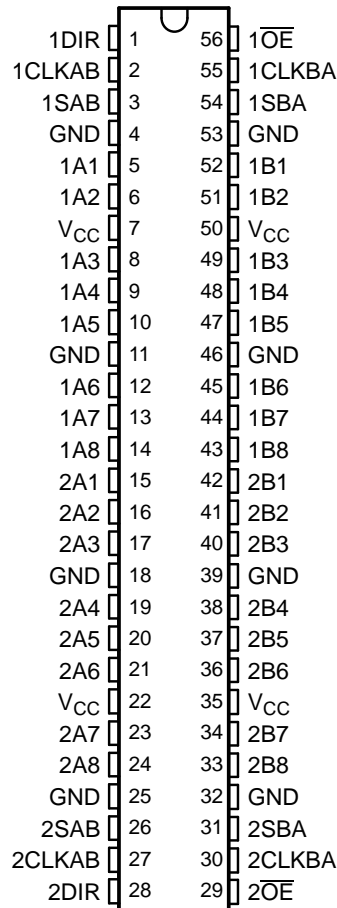 1DIR 1 56 1O̅E̅
1CLKAB 2 55 1CLKBA
1SAB 3 54 1SBA
GND 4 53 GND
1A1 5 52 1B1
1A2 6 51 1B2
VCC 7 50 VCC
1A3 8 49 1B3
1A4 9 48 1B4
1A5 10 47 1B5
GND 11 46 GND
1A6 12 45 1B6
1A7 13 44 1B7
1A8 14 43 1B8
2A1 15 42 2B1
2A2 16 41 2B2
2A3 17 40 2B3
GND 18 39 GND
2A4 19 38 2B4
2A5 20 37 2B5
2A6 21 36 2B6
VCC 22 35 VCC
2A7 23 34 2B7
2A8 24 33 2B8
GND 25 32 GND
2SAB 26 31 2SBA
2CLKAB 27 30 2CLKBA
2DIR 28 29 2O̅E̅